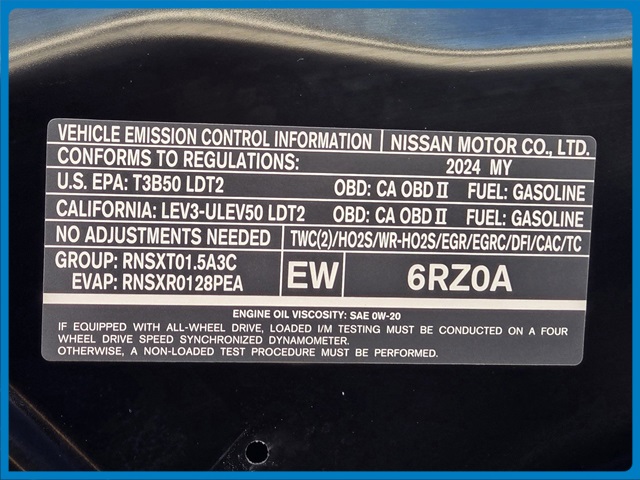 VEHICLE EMISSION CONTROL INFORMATION | NISSAN MOTOR CO., LTD.
CONFORMS TO REGULATIONS: 2024 MY
U.S. EPA: T3B50 LDT2 OBD: CA OBD II FUEL: GASOLINE
CALIFORNIA: LEV3-ULEV50 LDT2 OBD: CA OBD II FUEL: GASOLINE
NO ADJUSTMENTS NEEDED TWC(2)/HO2S/WR-HO2S/EGR/EGRC/DFI/CAC/TC
GROUP: RNSXT01.5A3C
EVAP: RNSXR0128PEA
EW 6RZ0A
ENGINE OIL VISCOSITY: SAE 0W-20
IF EQUIPPED WITH ALL-WHEEL DRIVE, LOADED I/M TESTING MUST BE CONDUCTED ON A FOUR
WHEEL DRIVE SPEED SYNCHRONIZED DYNAMOMETER.
OTHERWISE, A NON-LOADED TEST PROCEDURE MUST BE PERFORMED.